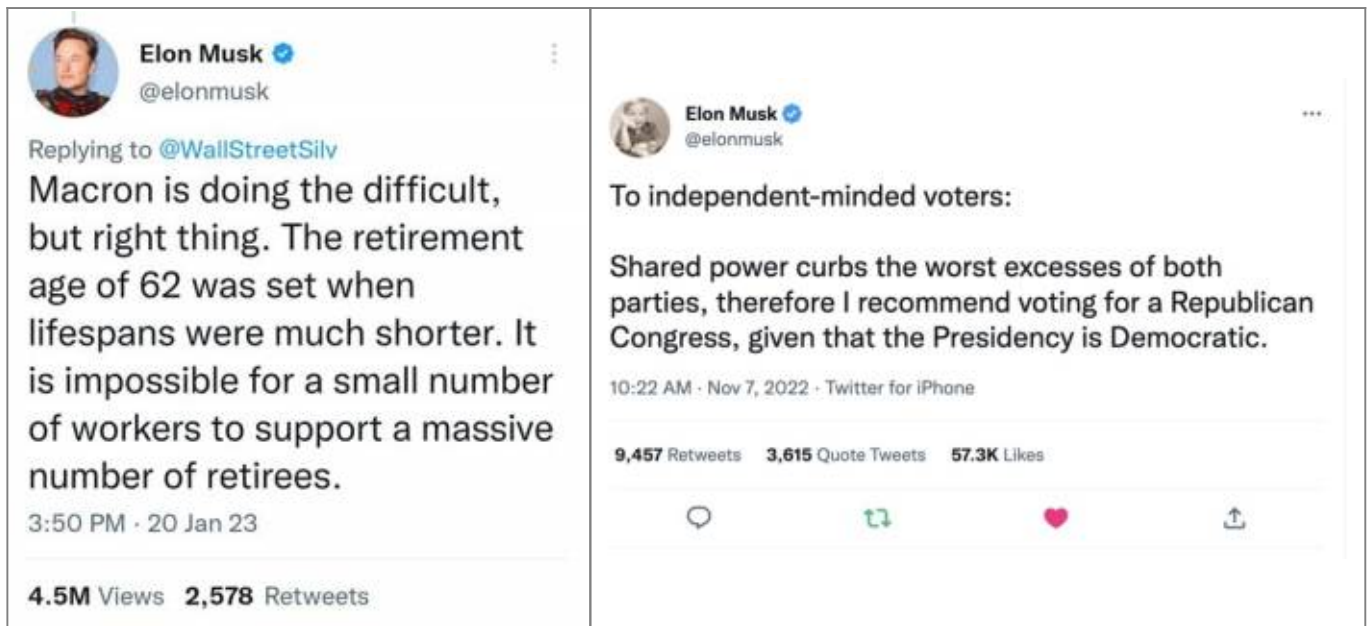 Elon Musk
@elonmusk
Replying to @WallStreetSilv
Macron is doing the difficult,
but right thing. The retirement
age of 62 was set when
lifespans were much shorter. It
is impossible for a small number
of workers to support a massive
number of retirees.
3:50 PM · 20 Jan 23
4.5M Views 2,578 Retweets
Elon Musk
@elonmusk
To independent-minded voters:
Shared power curbs the worst excesses of both
parties, therefore I recommend voting for a Republican
Congress, given that the Presidency is Democratic.
10:22 AM · Nov 7, 2022 · Twitter for iPhone
9,457 Retweets 3,615 Quote Tweets 57.3K Likes